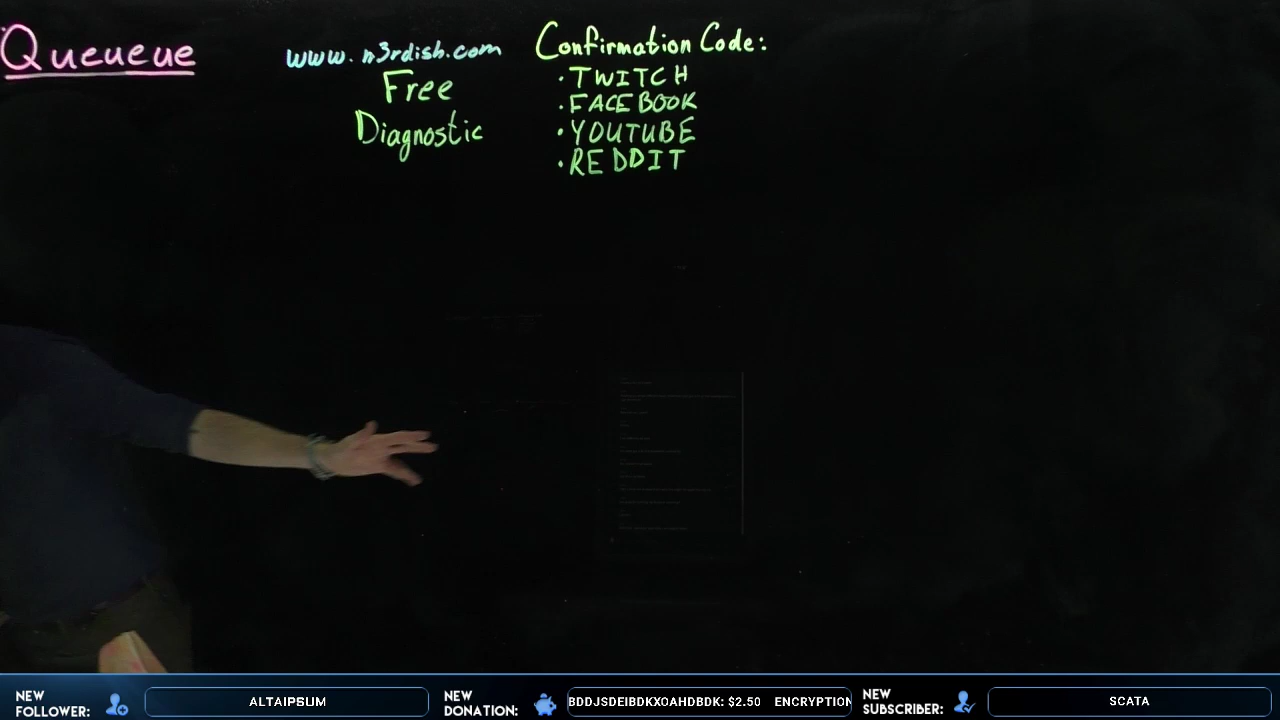 Queueue
www.n3rdish.com
Free
Diagnostic
Confirmation Code:
• TWITCH
• FACEBOOK
• YOUTUBE
• REDDIT
NEW FOLLOWER:
ALTAIPSUM
NEW DONATION:
BDDJSDEIBDKXOAHDBDK: $2.50 ENCRYPTION
NEW SUBSCRIBER:
SCATA